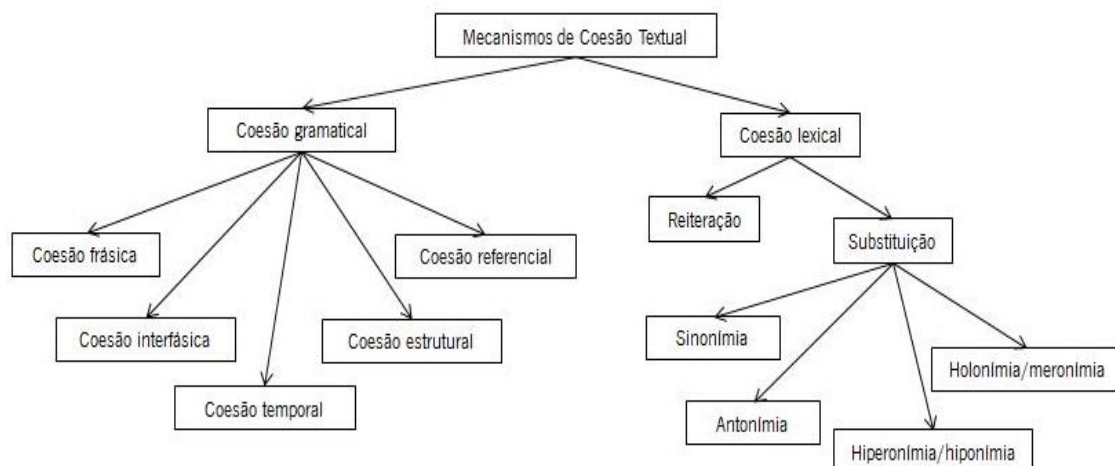 Mecanismos de Coesão Textual
Coesão gramatical
Coesão lexical
Reiteração
Substituição
Coesão frásica
Coesão referencial
Coesão interfásica
Coesão estrutural
Coesão temporal
Sinonímia
Holonímia/meronímia
Antonímia
Hiperonímia/hiponímia